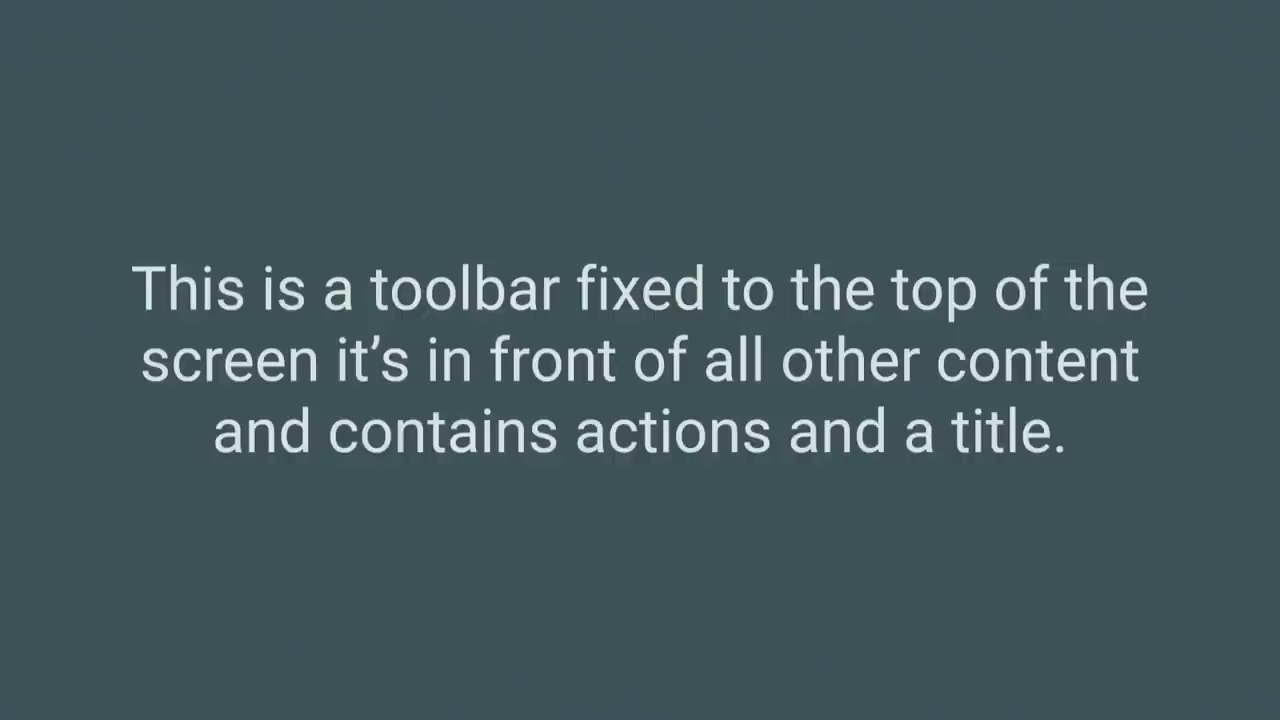 This is a toolbar fixed to the top of the
screen it’s in front of all other content
and contains actions and a title.